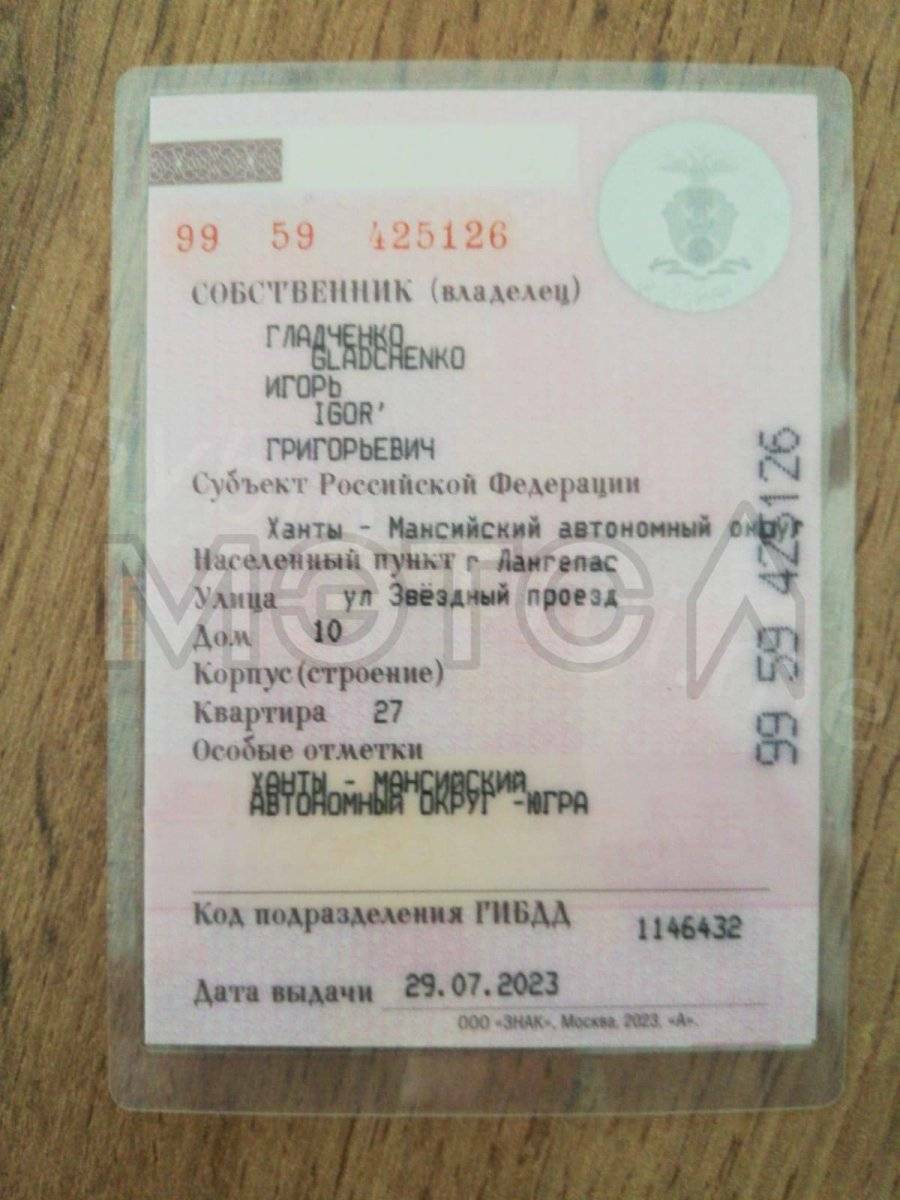 99 59 425126
СОБСТВЕННИК (владелец)
ГЛАДЧЕНКО
GLADCHENKO
ИГОРЬ
IGOR'
ГРИГОРЬЕВИЧ
Субъект Российской Федерации
Ханты - Мансийский автономный округ
Населенный пункт г Лангепас
Улица ул Звёздный проезд
Дом 10
Корпус (строение)
Квартира 27
Особые отметки
ХАНТЫ - МАНСИЙСКИЙ
АВТОНОМНЫЙ ОКРУГ -ЮГРА
Код подразделения ГИБДД 1146432
Дата выдачи 29.07.2023
ООО «ЗНАК», Москва, 2023, «А».
99 59 425126